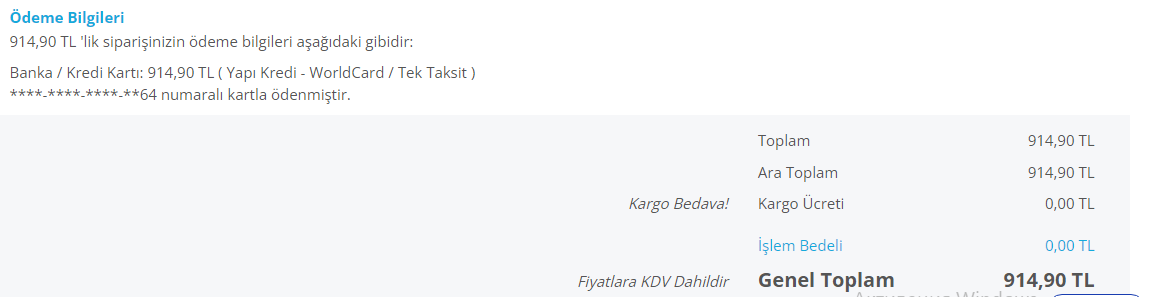 Ödeme Bilgileri
914,90 TL 'lik siparişinizin ödeme bilgileri aşağıdaki gibidir:
Banka / Kredi Kartı: 914,90 TL ( Yapı Kredi - WorldCard / Tek Taksit )
****-****-****-**64 numaralı kartla ödenmiştir.
Toplam 914,90 TL
Ara Toplam 914,90 TL
Kargo Bedava! Kargo Ücreti 0,00 TL
İşlem Bedeli 0,00 TL
Fiyatlara KDV Dahildir Genel Toplam 914,90 TL
Активация Windows